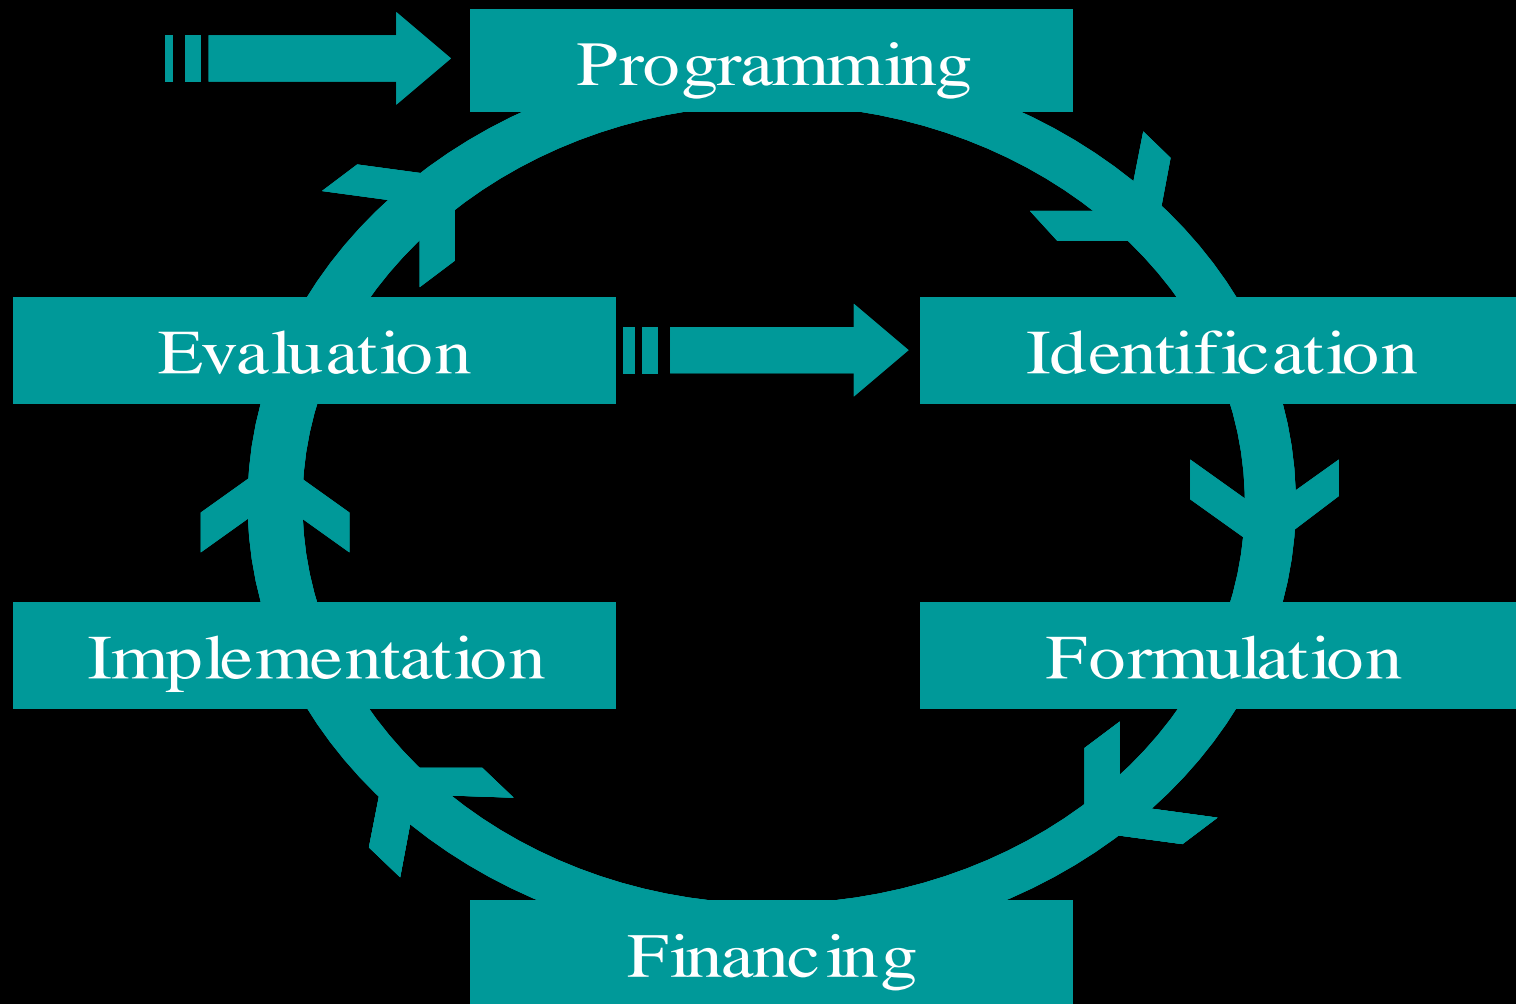 Programming
Evaluation
Identification
Implementation
Formulation
Financing